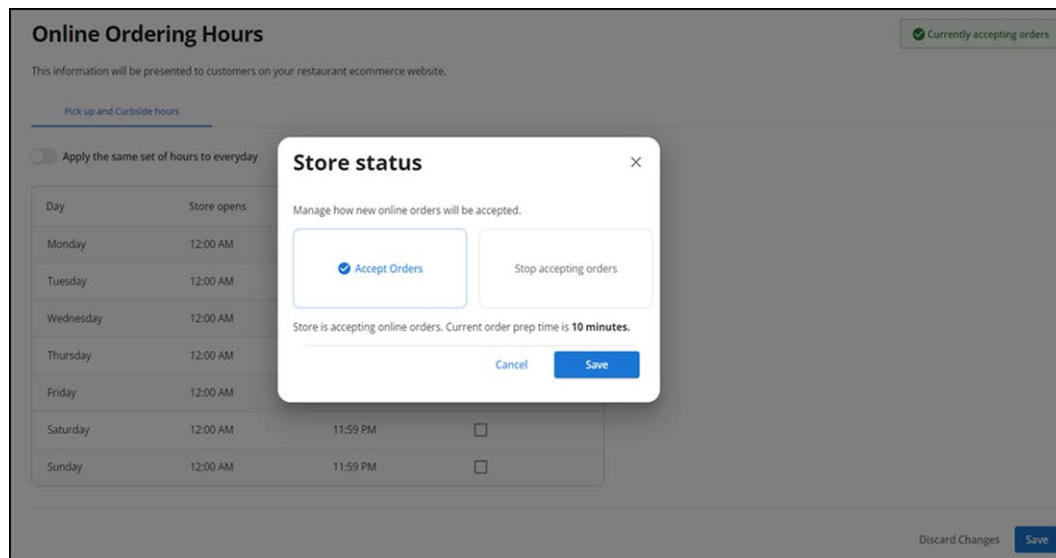 Online Ordering Hours
Currently accepting orders
This information will be presented to customers on your restaurant ecommerce website.
Pick up and Curbside hours
Apply the same set of hours to everyday
Store status
Manage how new online orders will be accepted.
Accept Orders
Stop accepting orders
Store is accepting online orders. Current order prep time is 10 minutes.
Cancel Save
Day Store opens
Monday 12:00 AM
Tuesday 12:00 AM
Wednesday 12:00 AM
Thursday 12:00 AM
Friday 12:00 AM
Saturday 12:00 AM 11:59 PM
Sunday 12:00 AM 11:59 PM
Discard Changes Save